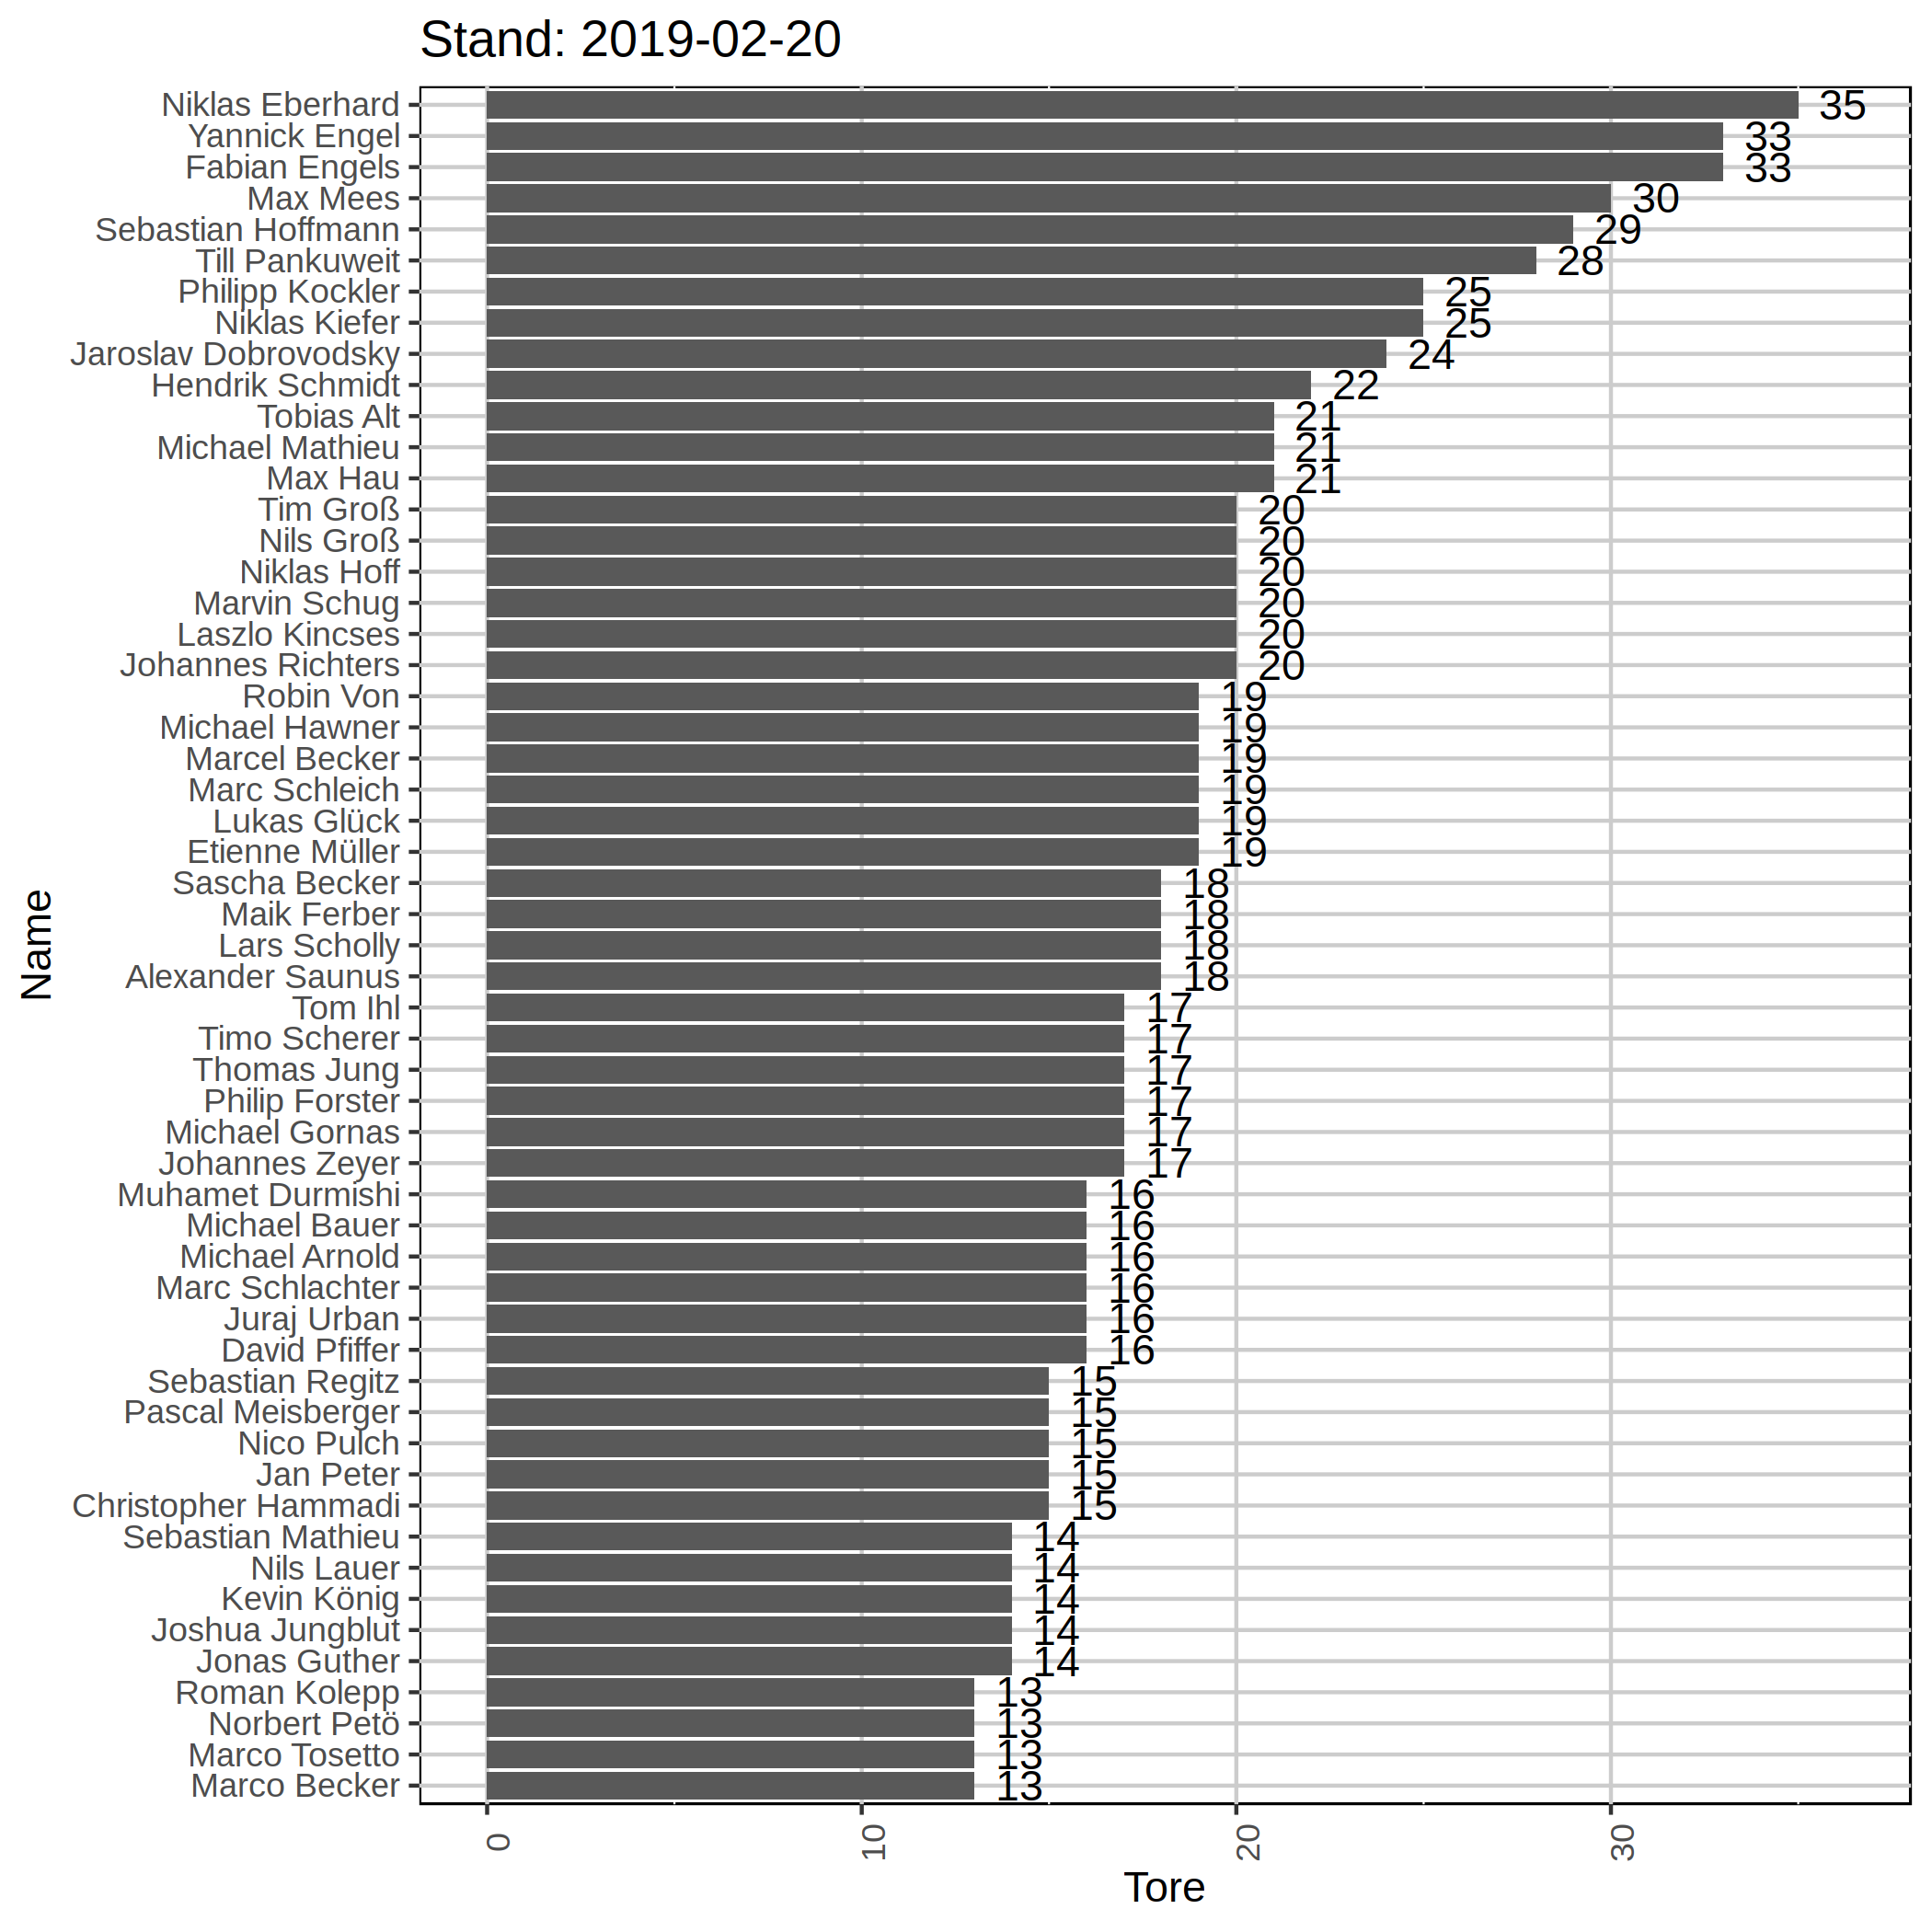 Stand: 2019-02-20
Niklas Eberhard 35
Yannick Engel 33
Fabian Engels 33
Max Mees 30
Sebastian Hoffmann 29
Till Pankuweit 28
Philipp Kockler 25
Niklas Kiefer 25
Jaroslav Dobrovodsky 24
Hendrik Schmidt 22
Tobias Alt 21
Michael Mathieu 21
Max Hau 21
Tim Groß 20
Nils Groß 20
Niklas Hoff 20
Marvin Schug 20
Laszlo Kincses 20
Johannes Richters 20
Robin Von 19
Michael Hawner 19
Marcel Becker 19
Marc Schleich 19
Lukas Glück 19
Etienne Müller 19
Sascha Becker 18
Maik Ferber 18
Lars Scholly 18
Alexander Saunus 18
Tom Ihl 17
Timo Scherer 17
Thomas Jung 17
Philip Forster 17
Michael Gornas 17
Johannes Zeyer 17
Muhamet Durmishi 16
Michael Bauer 16
Michael Arnold 16
Marc Schlachter 16
Juraj Urban 16
David Pfiffer 16
Sebastian Regitz 15
Pascal Meisberger 15
Nico Pulch 15
Jan Peter 15
Christopher Hammadi 15
Sebastian Mathieu 14
Nils Lauer 14
Kevin König 14
Joshua Jungblut 14
Jonas Guther 14
Roman Kolepp 13
Norbert Petö 13
Marco Tosetto 13
Marco Becker 13
Name
0 10 20 30
Tore